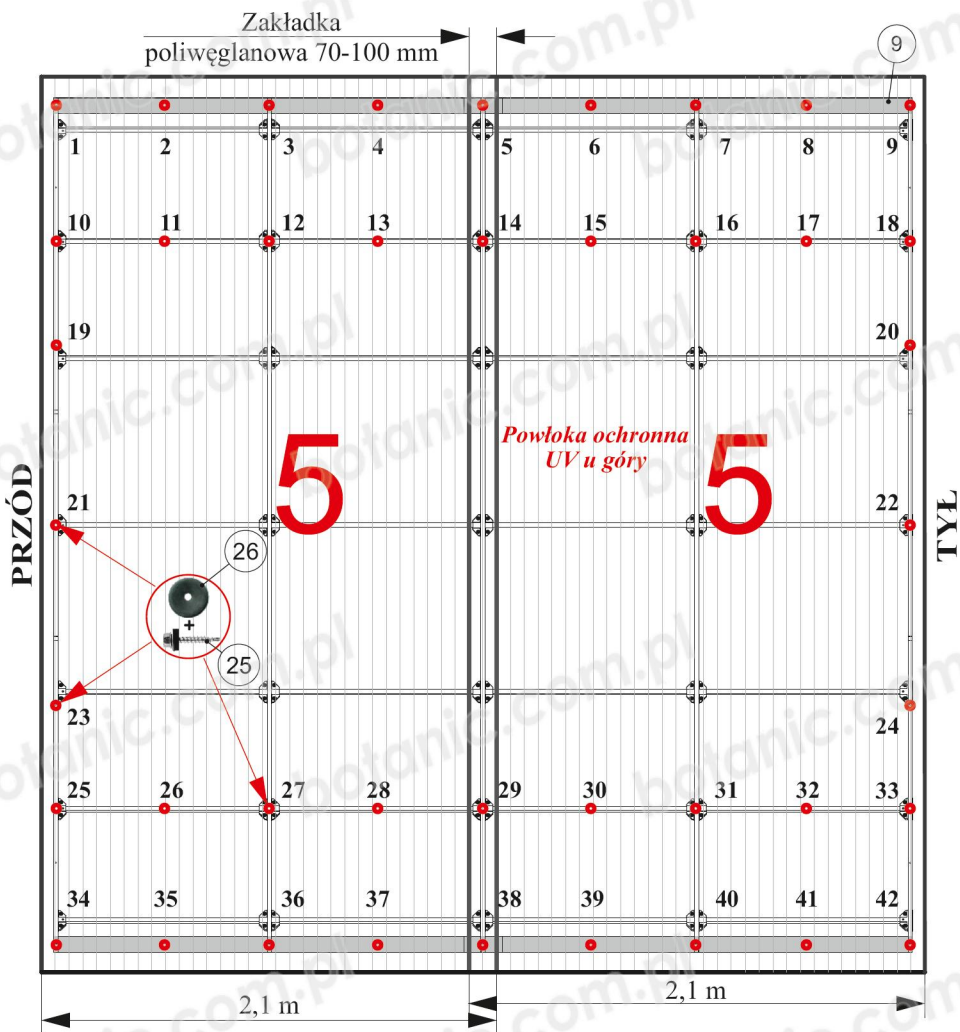 Zakładka
poliwęglanowa 70-100 mm
9
1 2 3 4 5 6 7 8 9
10 11 12 13 14 15 16 17 18
19 20
Powłoka ochronna
UV u góry
5 5
PRZÓD
TYŁ
21 22
26
+
25
23 24
25 26 27 28 29 30 31 32 33
34 35 36 37 38 39 40 41 42
2,1 m 2,1 m
botanic.com.pl